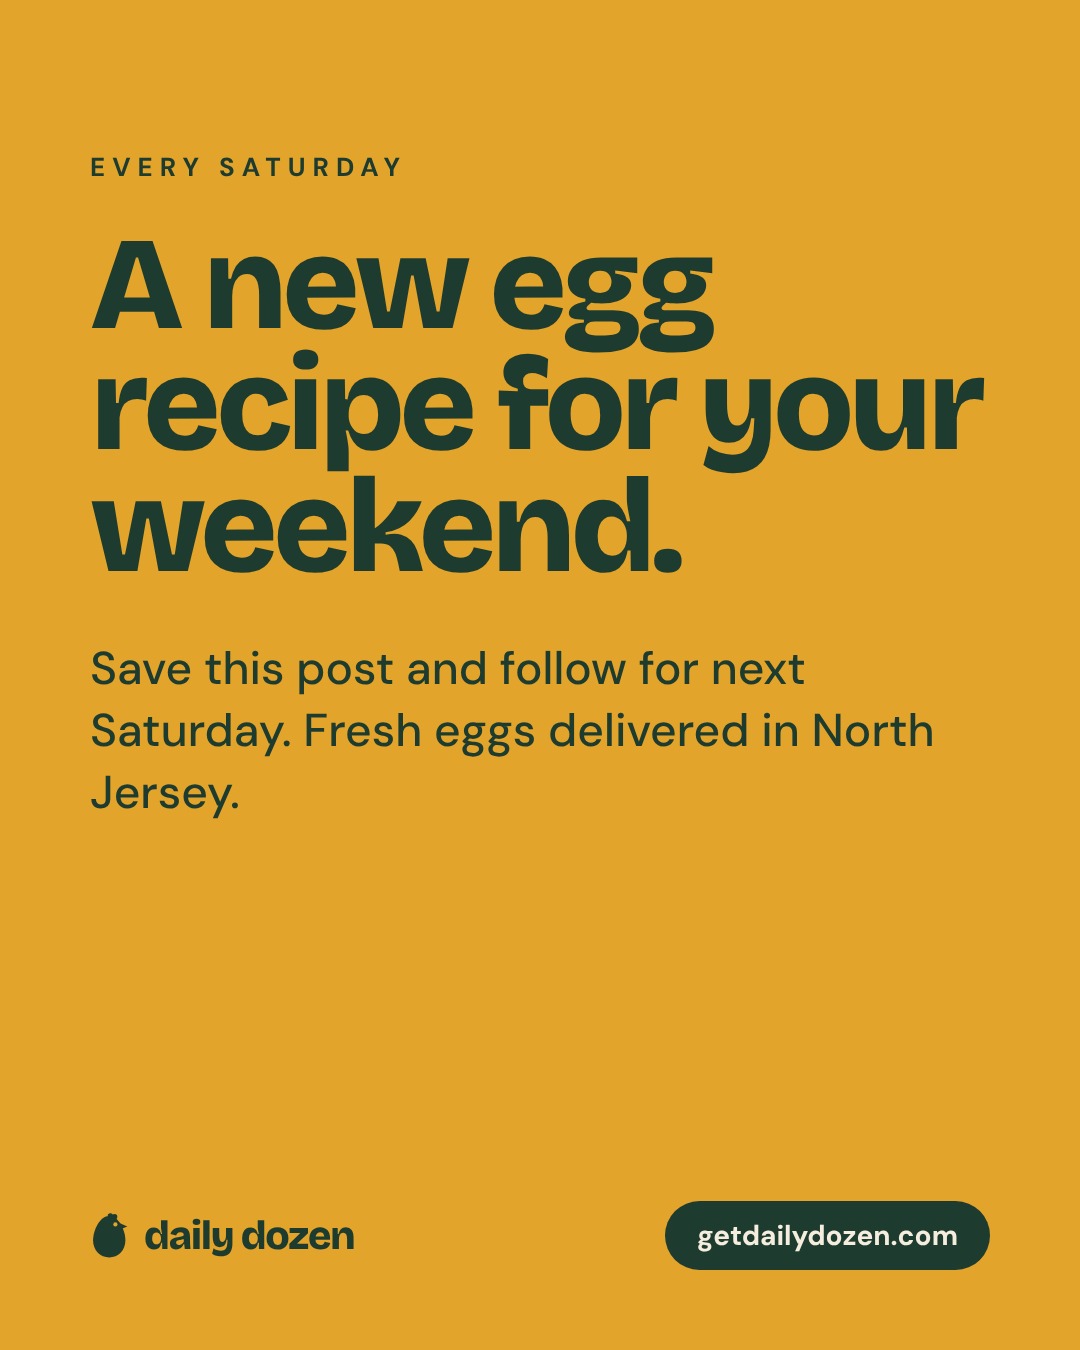 EVERY SATURDAY
A new egg
recipe for your
weekend.
Save this post and follow for next
Saturday. Fresh eggs delivered in North
Jersey.
daily dozen
getdailydozen.com